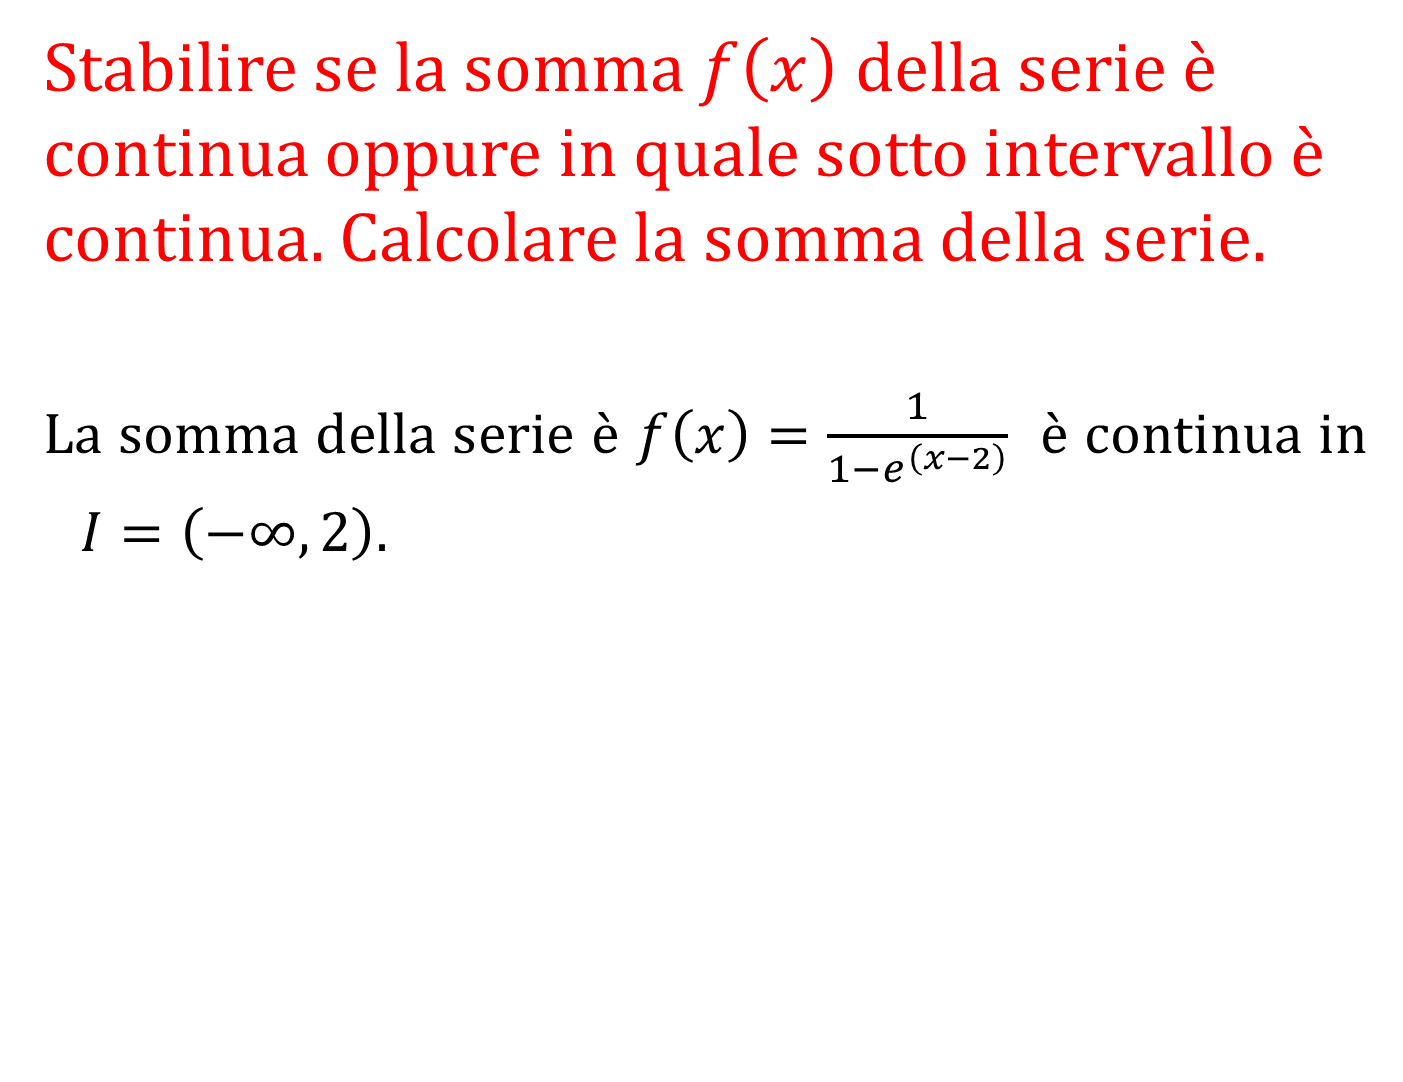 Stabilire se la somma 𝑓(𝑥) della serie è
continua oppure in quale sotto intervallo è
continua. Calcolare la somma della serie.
La somma della serie è 𝑓(𝑥) = 1/(1−𝑒^(𝑥−2)) è continua in
𝐼 = (−∞, 2).